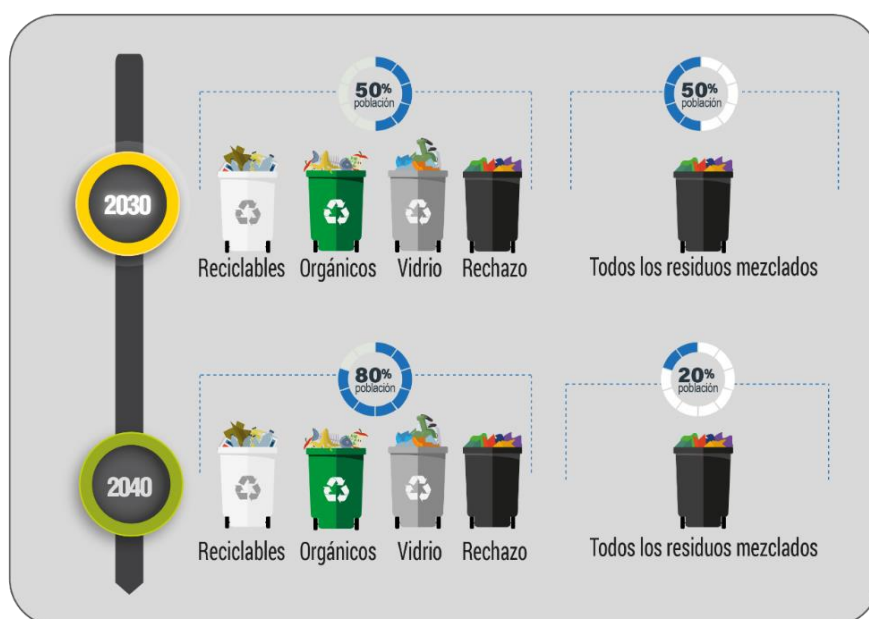 50%
población
50%
población
2030
Reciclables Orgánicos Vidrio Rechazo
Todos los residuos mezclados
80%
población
20%
población
2040
Reciclables Orgánicos Vidrio Rechazo
Todos los residuos mezclados